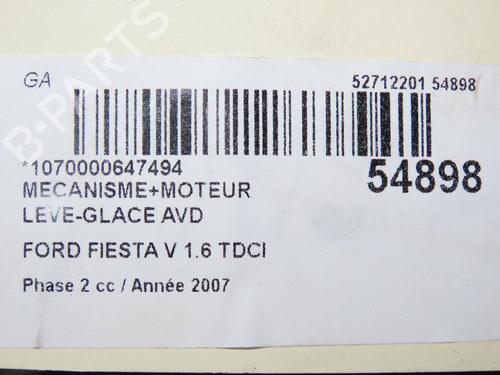 GA
52712201 54898
*1070000647494
54898
MECANISME+MOTEUR
LEVE-GLACE AVD
FORD FIESTA V 1.6 TDCI
Phase 2 cc / Année 2007
B-PARTS